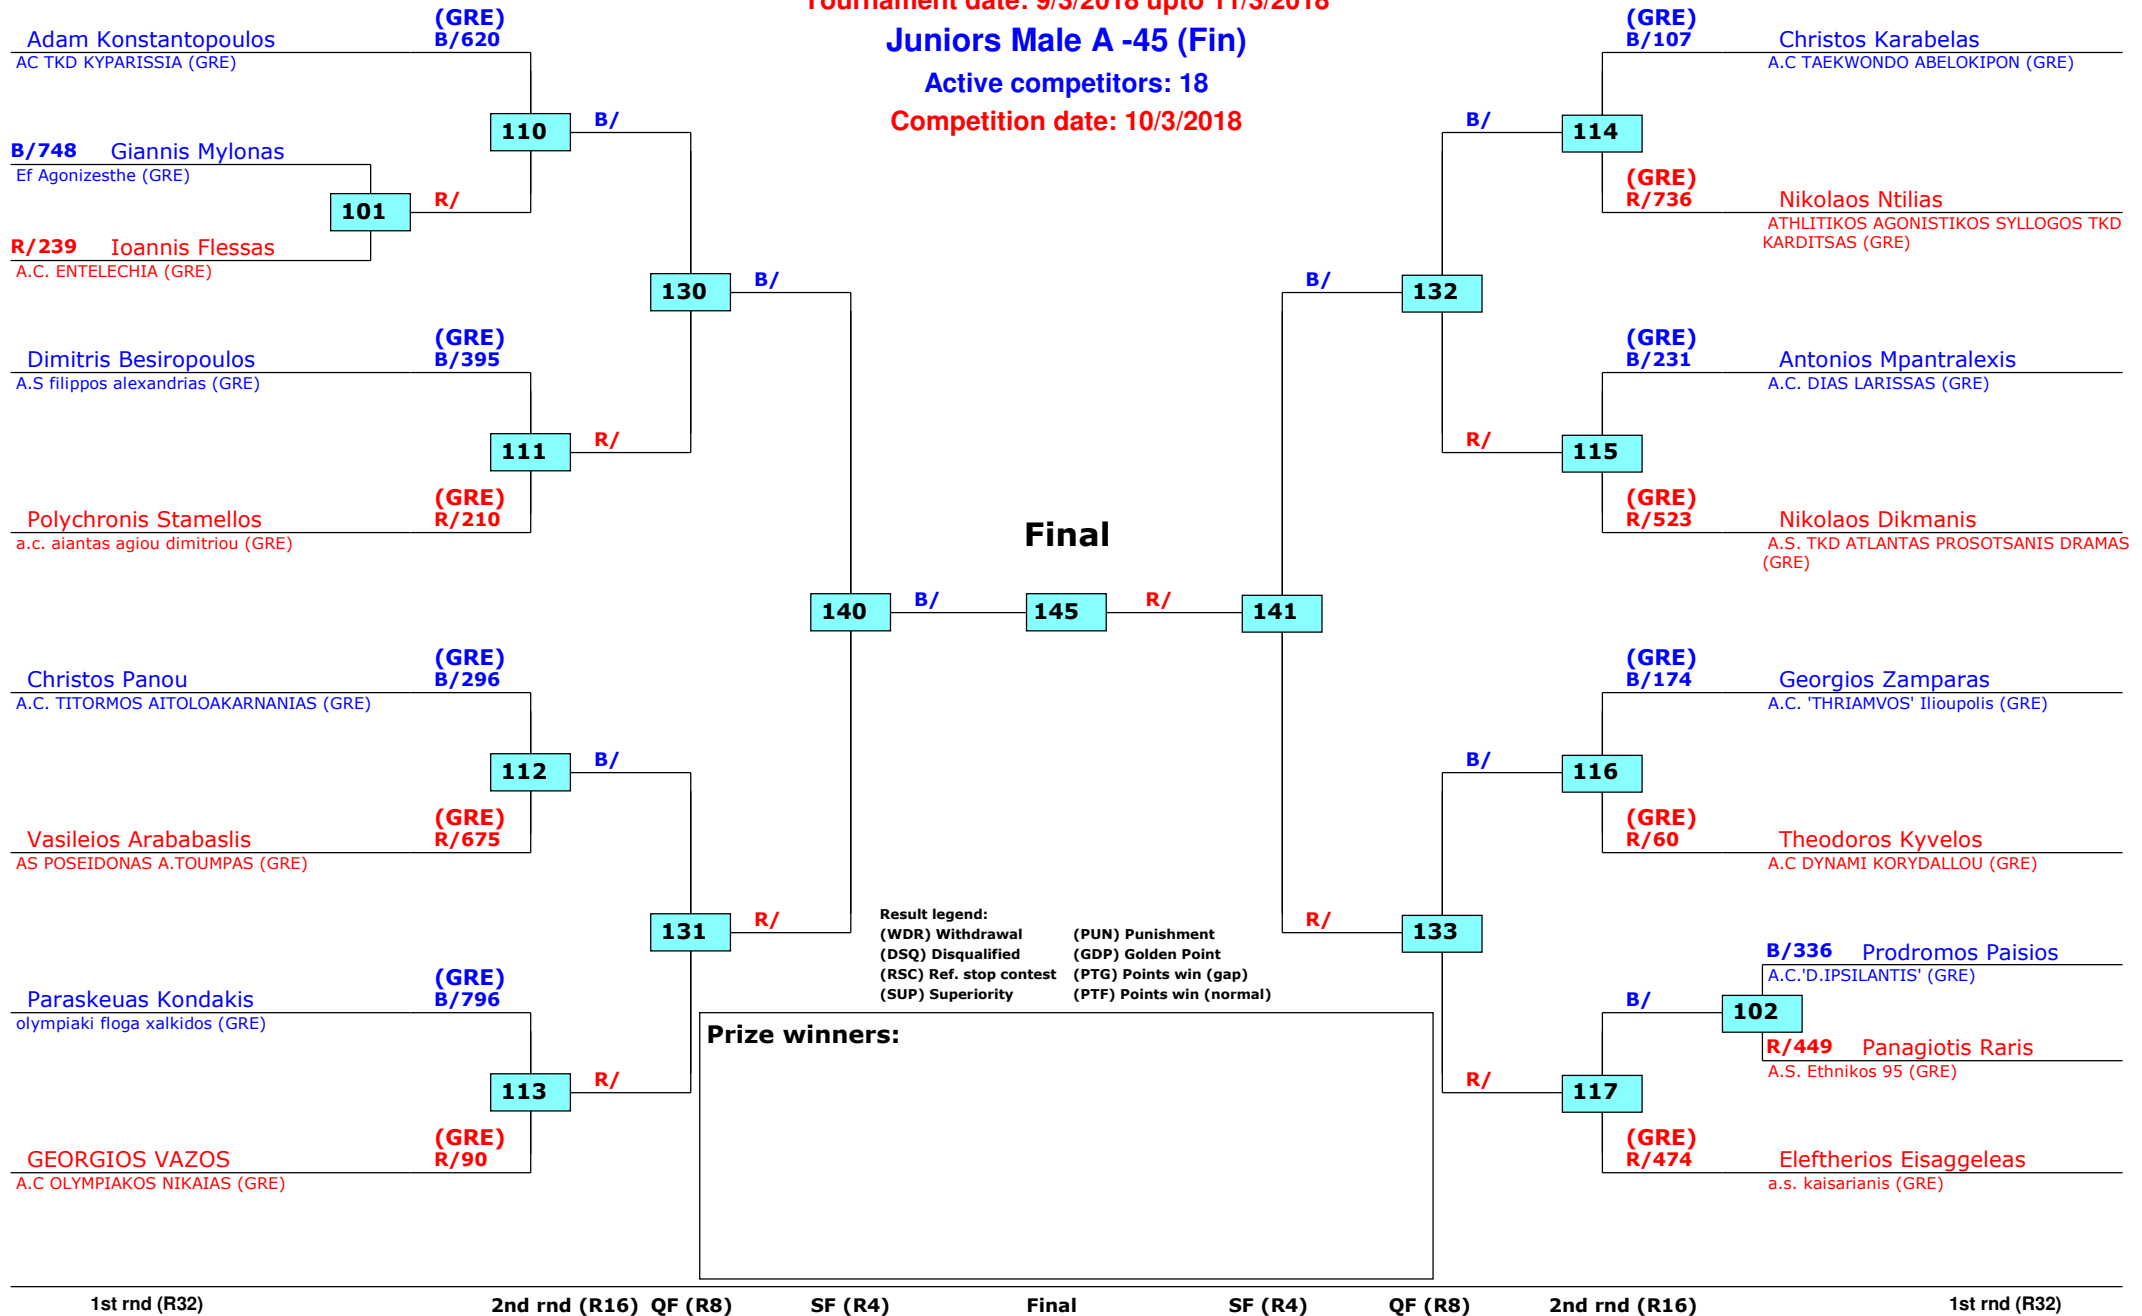 Tournament date: 9/3/2018 upto 11/3/2018
Juniors Male A -45 (Fin)
Active competitors: 18
Competition date: 10/3/2018
(GRE)
Adam Konstantopoulos B/620
AC TKD KYPARISSIA (GRE)
110 B/
B/748 Giannis Mylonas
Ef Agonizesthe (GRE)
101 R/
R/239 Ioannis Flessas
A.C. ENTELECHIA (GRE)
130 B/
(GRE)
Dimitris Besiropoulos B/395
A.S filippos alexandrias (GRE)
111 R/
(GRE)
Polychronis Stamellos R/210
a.c. aiantas agiou dimitriou (GRE)
140 B/
(GRE)
Christos Panou B/296
A.C. TITORMOS AITOLOAKARNANIAS (GRE)
112 B/
(GRE)
Vasileios Arababaslis R/675
AS POSEIDONAS A.TOUMPAS (GRE)
131 R/
(GRE)
Paraskeuas Kondakis B/796
olympiaki floga xalkidos (GRE)
113 R/
(GRE)
GEORGIOS VAZOS R/90
A.C OLYMPIAKOS NIKAIAS (GRE)
Final
145
(GRE)
B/107 Christos Karabelas
A.C TAEKWONDO ABELOKIPON (GRE)
B/ 114
(GRE)
R/736 Nikolaos Ntilias
ATHLITIKOS AGONISTIKOS SYLLOGOS TKD
KARDITSAS (GRE)
B/ 132
(GRE)
B/231 Antonios Mpantralexis
A.C. DIAS LARISSAS (GRE)
R/ 115
(GRE)
R/523 Nikolaos Dikmanis
A.S. TKD ATLANTAS PROSOTSANIS DRAMAS
(GRE)
R/ 141
(GRE)
B/174 Georgios Zamparas
A.C. 'THRIAMVOS' Ilioupolis (GRE)
B/ 116
(GRE)
R/60 Theodoros Kyvelos
A.C DYNAMI KORYDALLOU (GRE)
R/ 133
B/336 Prodromos Paisios
A.C.'D.IPSILANTIS' (GRE)
B/ 102
R/449 Panagiotis Raris
A.S. Ethnikos 95 (GRE)
R/ 117
(GRE)
R/474 Eleftherios Eisaggeleas
a.s. kaisarianis (GRE)
Result legend:
(WDR) Withdrawal (PUN) Punishment
(DSQ) Disqualified (GDP) Golden Point
(RSC) Ref. stop contest (PTG) Points win (gap)
(SUP) Superiority (PTF) Points win (normal)
Prize winners:
1st rnd (R32) 2nd rnd (R16) QF (R8) SF (R4) Final SF (R4) QF (R8) 2nd rnd (R16) 1st rnd (R32)